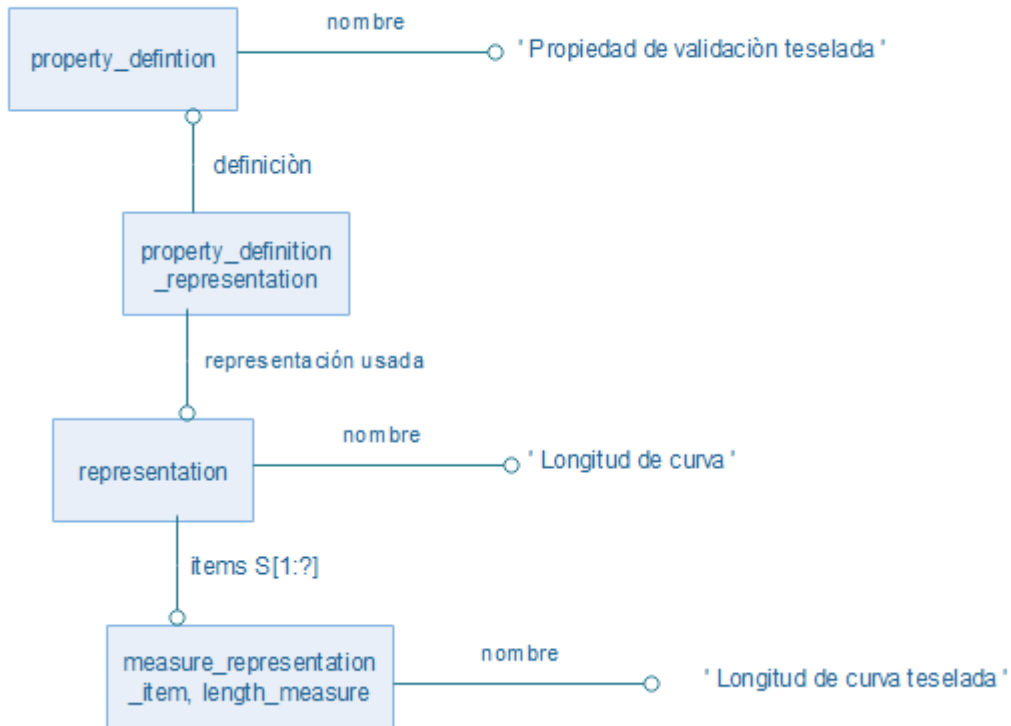 nombre
property_defintion
' Propiedad de validaciòn teselada '
definiciòn
property_definition
_representation
representación usada
nombre
representation
' Longitud de curva '
items S[1:?]
measure_representation
_item, length_measure
nombre
' Longitud de curva teselada '